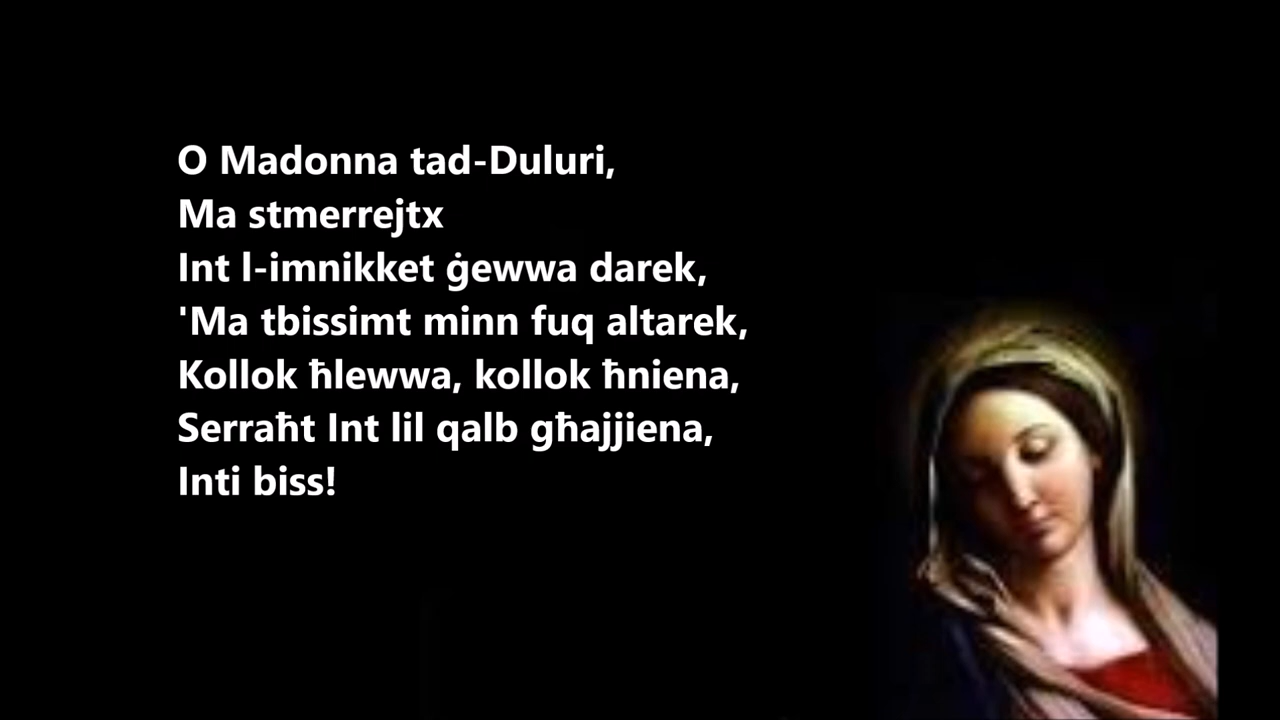 O Madonna tad-Duluri,
Ma stmerrejtx
Int l-imnikket ġewwa darek,
'Ma tbissimt minn fuq altarek,
Kollok ħlewwa, kollok ħniena,
Serraħt Int lil qalb għajjiena,
Inti biss!